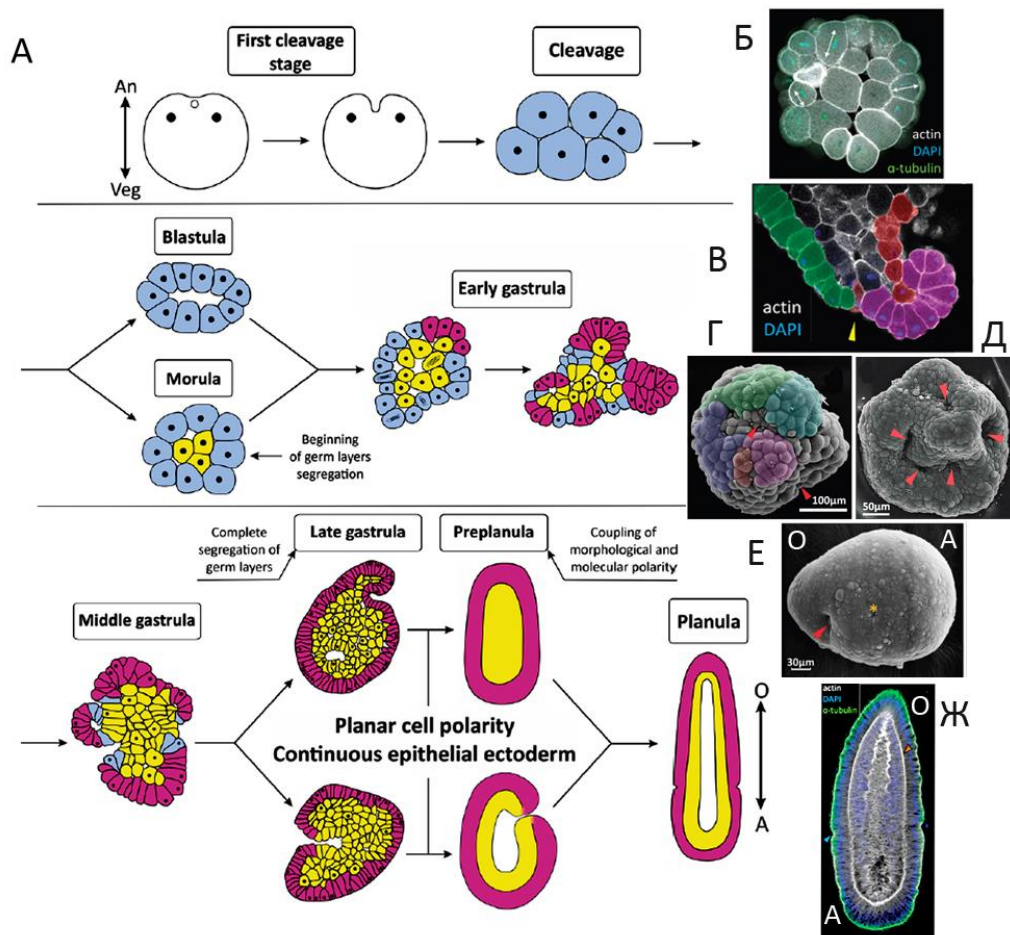 А
An
Veg
First cleavage
stage
Cleavage
Б
actin
DAPI
α-tubulin
Blastula
Morula
Beginning
of germ layers
segregation
Early gastrula
В
actin
DAPI
Г
100µm
Д
50µm
Complete
segregation of
germ layers
Late gastrula
Preplanula
Coupling of
morphological and
molecular polarity
Middle gastrula
Planar cell polarity
Continuous epithelial ectoderm
Planula
О
А
Е
О
А
*
30µm
actin
DAPI
α-tubulin
О
Ж
А